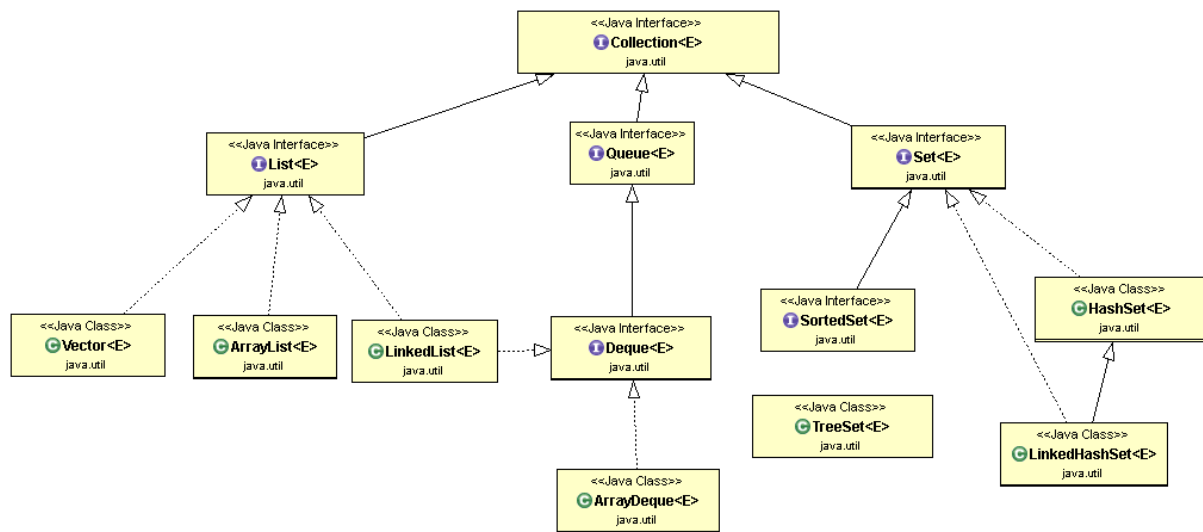 <<Java Interface>>
Collection<E>
java.util
<<Java Interface>>
List<E>
java.util
<<Java Interface>>
Queue<E>
java.util
<<Java Interface>>
Set<E>
java.util
<<Java Class>>
Vector<E>
java.util
<<Java Class>>
ArrayList<E>
java.util
<<Java Class>>
LinkedList<E>
java.util
<<Java Interface>>
Deque<E>
java.util
<<Java Interface>>
SortedSet<E>
java.util
<<Java Class>>
HashSet<E>
java.util
<<Java Class>>
TreeSet<E>
java.util
<<Java Class>>
LinkedHashSet<E>
java.util
<<Java Class>>
ArrayDeque<E>
java.util